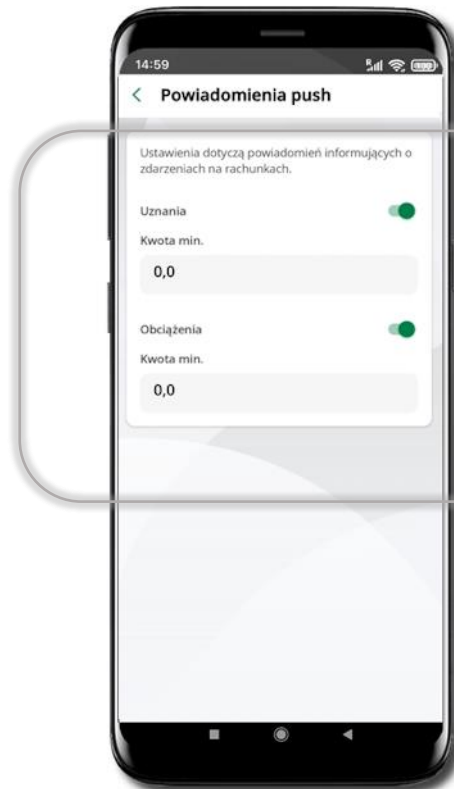 14:59
Powiadomienia push
Ustawienia dotyczą powiadomień informujących o
zdarzeniach na rachunkach.
Uznania
Kwota min.
0,0
Obciążenia
Kwota min.
0,0